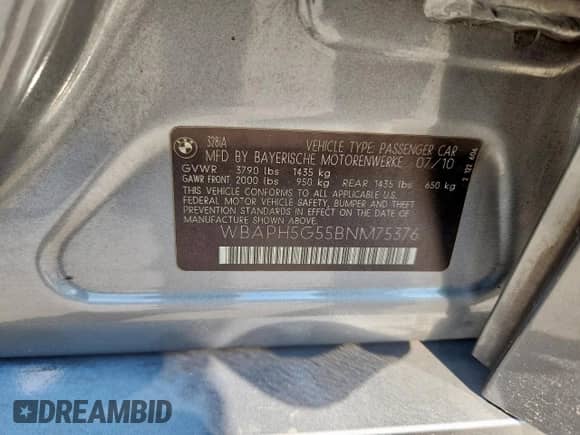 BMW
328iA
VEHICLE TYPE: PASSENGER CAR
MFD BY BAYERISCHE MOTORENWERKE 07/10
GVWR 3790 lbs 1435 kg
GAWR FRONT 2000 lbs 950 kg REAR 1435 lbs 650 kg
THIS VEHICLE CONFORMS TO ALL APPLICABLE U.S.
FEDERAL MOTOR VEHICLE SAFETY, BUMPER AND THEFT
PREVENTION STANDARDS IN EFFECT ON THE DATE OF
MANUFACTURE SHOWN ABOVE.
WBAPH5G55BNM75376
DREAMBID